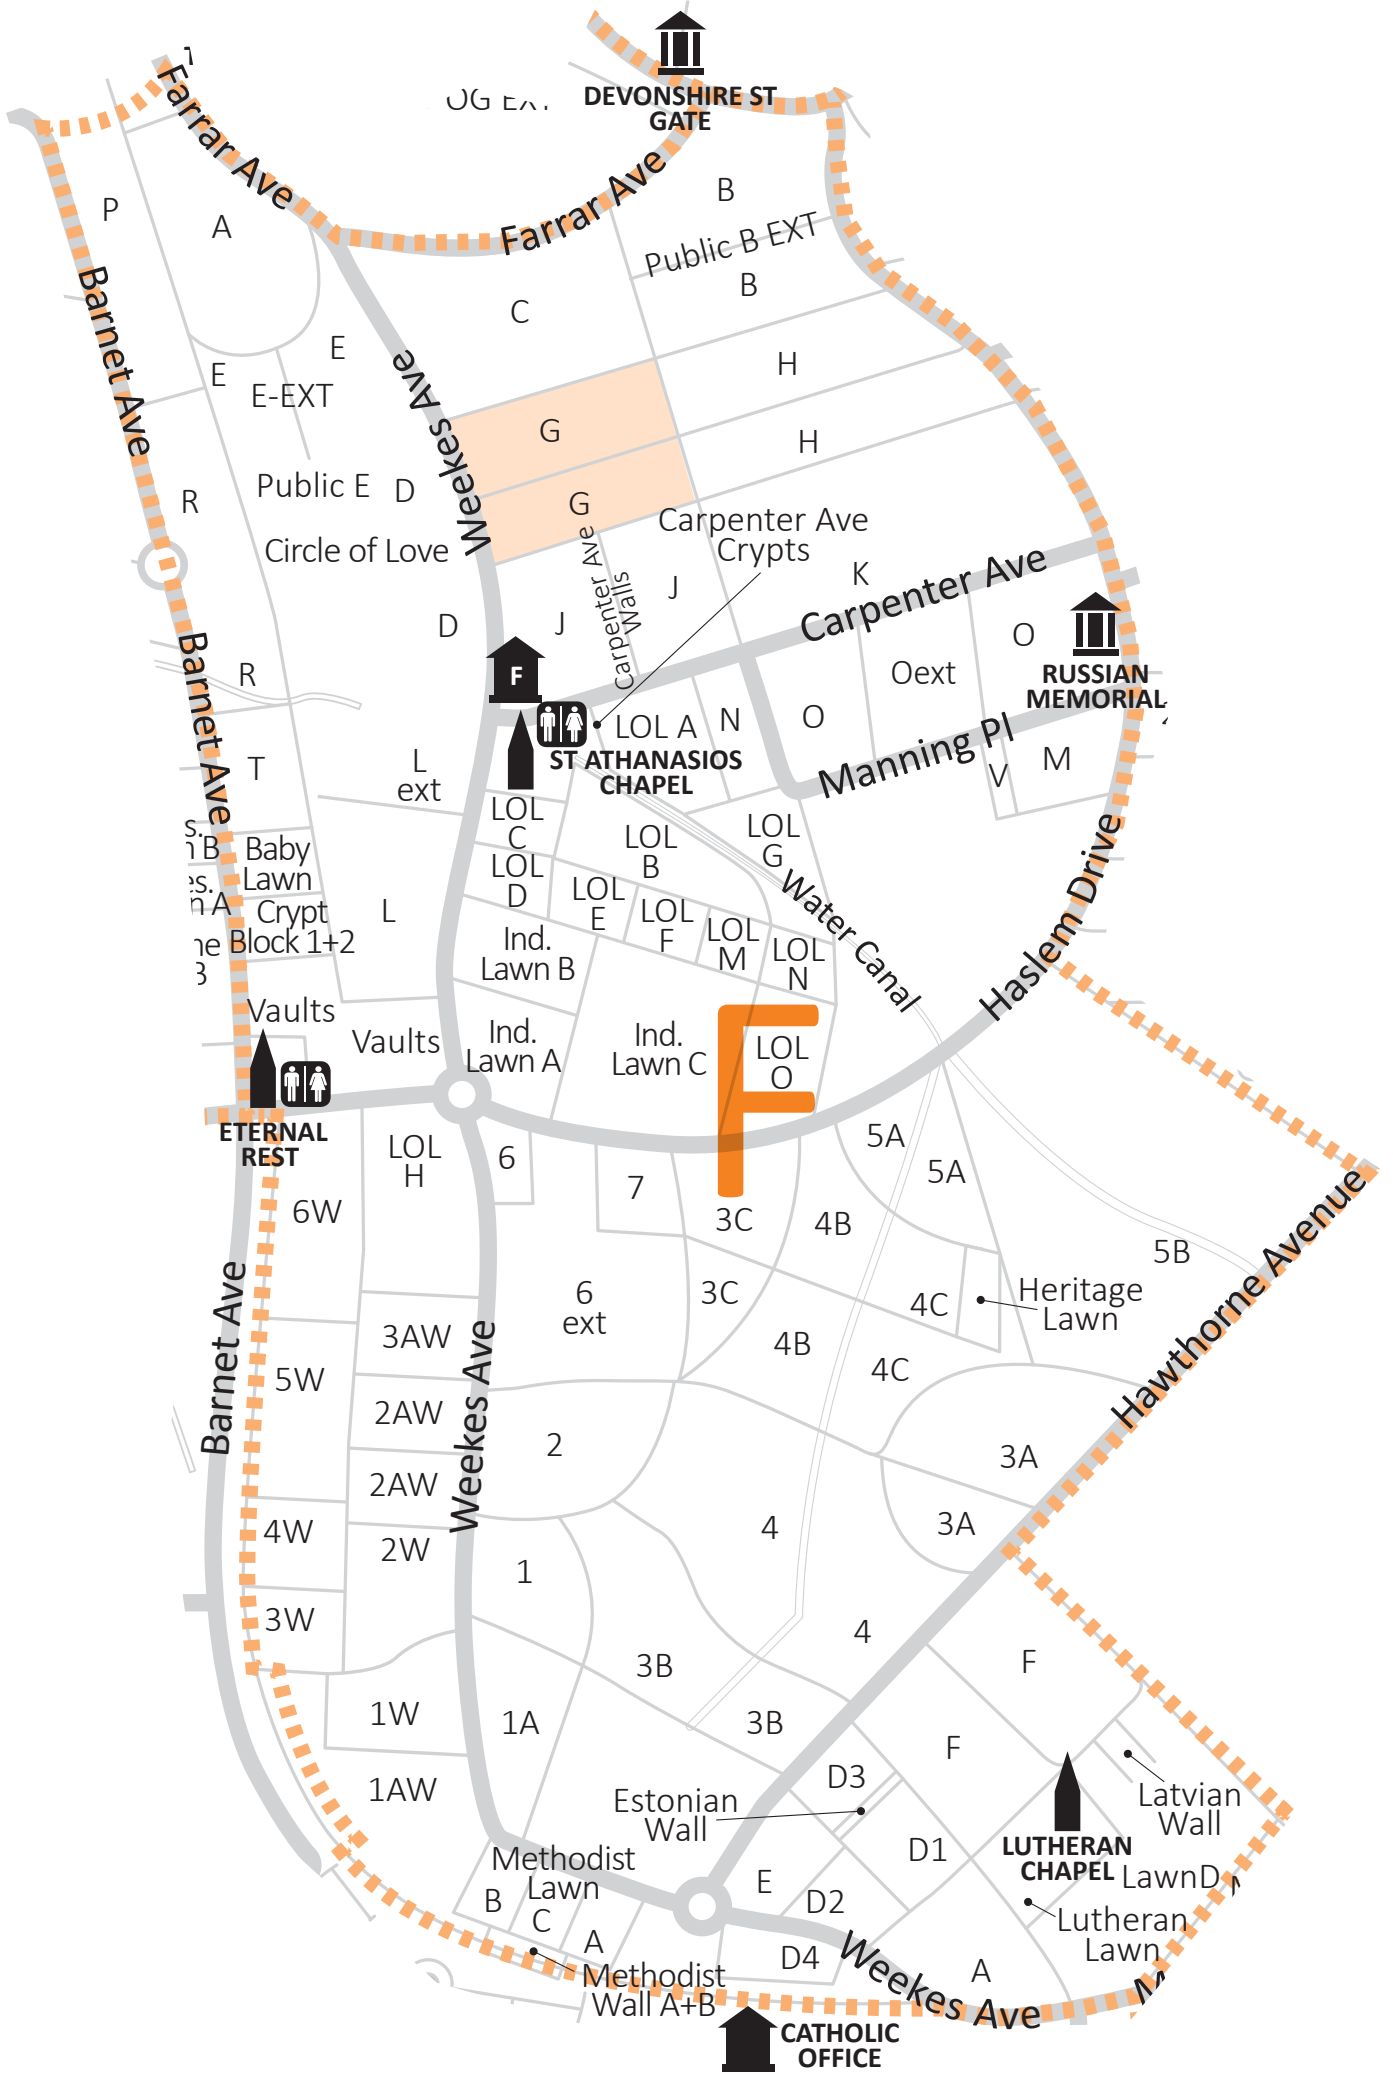 DEVONSHIRE ST
GATE
Farrar Ave
Farrar Ave
P
A
B
Public B EXT
B
C
Barnet Ave
E
E
E-EXT
H
Weekes Ave
G
H
Public E
D
R
G
Carpenter Ave
Crypts
Circle of Love
Carpenter Ave
Walls
J
J
K
Carpenter Ave
D
F
O
Oext
RUSSIAN
MEMORIAL
Barnet Ave
R
LOL A
N
O
Manning Pl
V
M
ST ATHANASIOS
CHAPEL
T
L
ext
LOL
C
LOL
B
LOL
G
Baby
Lawn
LOL
D
LOL
E
LOL
F
LOL
M
LOL
N
Water Canal
Haslem Drive
Crypt
Block 1+2
L
Ind.
Lawn B
Vaults
Vaults
Ind.
Lawn A
Ind.
Lawn C
F
LOL
O
ETERNAL
REST
LOL
H
6
7
5A
5A
6W
3C
4B
5B
Hawthorne Avenue
Barnet Ave
6
ext
3C
4C
Heritage
Lawn
3AW
4B
4C
5W
2AW
Weekes Ave
2
3A
2AW
4W
2W
4
3A
1
3W
4
3B
F
1W
1A
3B
F
1AW
D3
Estonian
Wall
Latvian
Wall
D1
LUTHERAN
CHAPEL
LawnD
Methodist
Lawn
B
C
A
E
D2
Lutheran
Lawn
D4
Weekes Ave
A
Methodist
Wall A+B
CATHOLIC
OFFICE